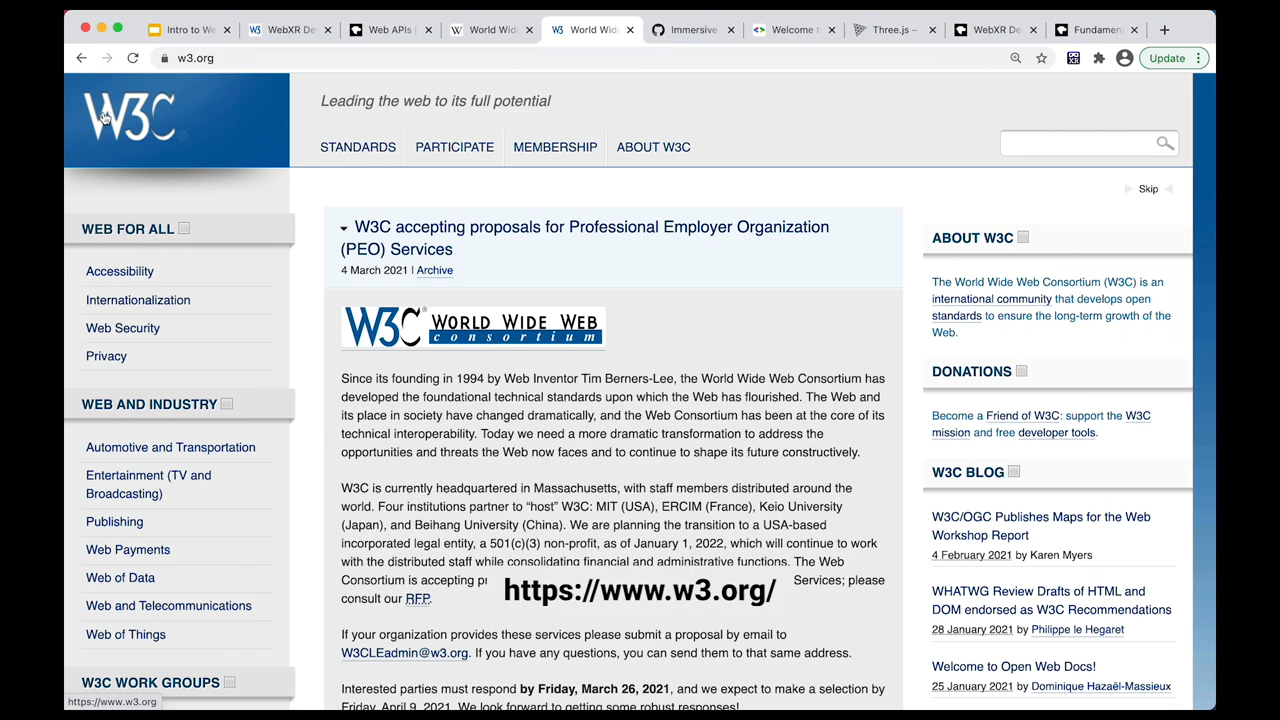 Intro to We
WebXR De
Web APIs |
World Wide
World Wide
Immersive
Welcome t
Three.js –
WebXR De
Fundamen
w3.org
Update
W3C
Leading the web to its full potential
STANDARDS
PARTICIPATE
MEMBERSHIP
ABOUT W3C
Skip
WEB FOR ALL
Accessibility
Internationalization
Web Security
Privacy
WEB AND INDUSTRY
Automotive and Transportation
Entertainment (TV and
Broadcasting)
Publishing
Web Payments
Web of Data
Web and Telecommunications
Web of Things
W3C WORK GROUPS
https://www.w3.org
W3C accepting proposals for Professional Employer Organization
(PEO) Services
4 March 2021 | Archive
W3C® WORLD WIDE WEB
consortium
Since its founding in 1994 by Web Inventor Tim Berners-Lee, the World Wide Web Consortium has
developed the foundational technical standards upon which the Web has flourished. The Web and
its place in society have changed dramatically, and the Web Consortium has been at the core of its
technical interoperability. Today we need a more dramatic transformation to address the
opportunities and threats the Web now faces and to continue to shape its future constructively.
W3C is currently headquartered in Massachusetts, with staff members distributed around the
world. Four institutions partner to “host” W3C: MIT (USA), ERCIM (France), Keio University
(Japan), and Beihang University (China). We are planning the transition to a USA-based
incorporated legal entity, a 501(c)(3) non-profit, as of January 1, 2022, which will continue to work
with the distributed staff while consolidating financial and administrative functions. The Web
Consortium is accepting Services; please
consult our RFP.
https://www.w3.org/
If your organization provides these services please submit a proposal by email to
W3CLEadmin@w3.org. If you have any questions, you can send them to that same address.
Interested parties must respond by Friday, March 26, 2021, and we expect to make a selection by
Friday, April 9, 2021. We look forward to getting some robust responses!
ABOUT W3C
The World Wide Web Consortium (W3C) is an
international community that develops open
standards to ensure the long-term growth of the
Web.
DONATIONS
Become a Friend of W3C: support the W3C
mission and free developer tools.
W3C BLOG
W3C/OGC Publishes Maps for the Web
Workshop Report
4 February 2021 by Karen Myers
WHATWG Review Drafts of HTML and
DOM endorsed as W3C Recommendations
28 January 2021 by Philippe le Hegaret
Welcome to Open Web Docs!
25 January 2021 by Dominique Hazaël-Massieux